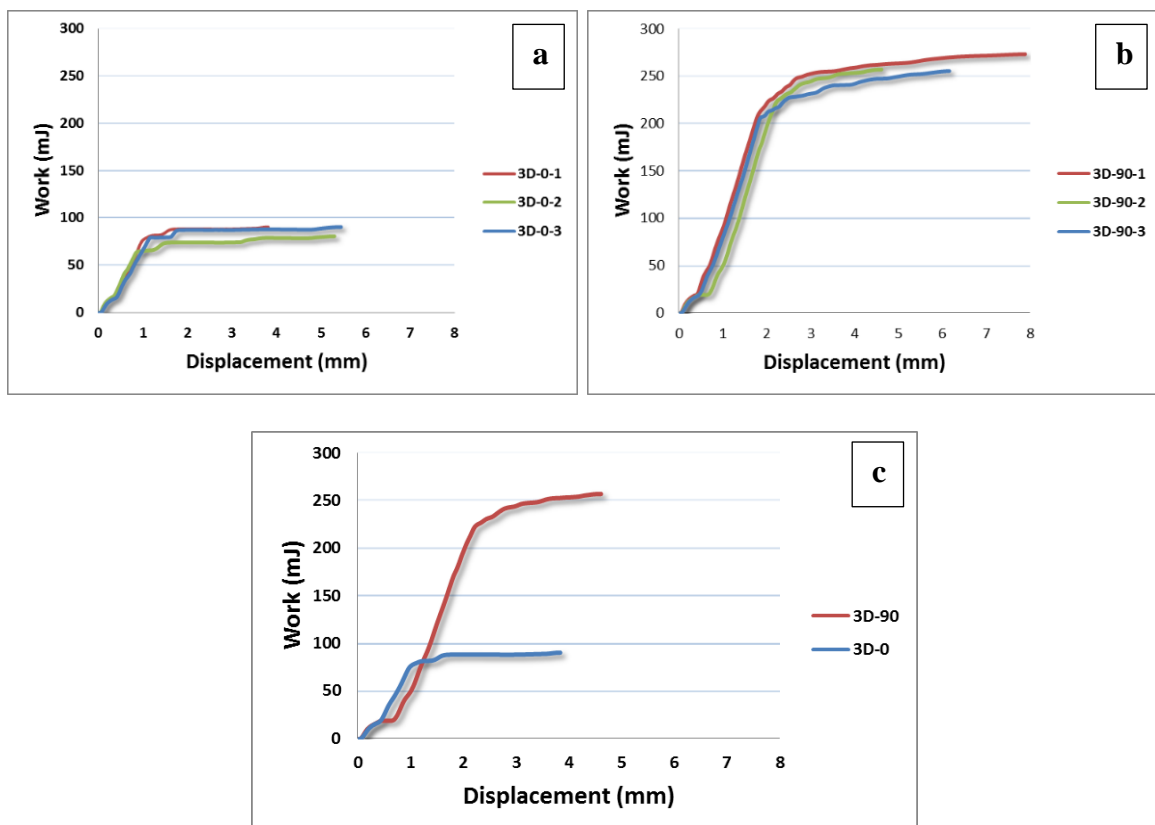 a
300
250
200
150
100
50
0
Work (mJ)
0 1 2 3 4 5 6 7 8
Displacement (mm)
3D-0-1
3D-0-2
3D-0-3
b
300
250
200
150
100
50
0
Work (mJ)
0 1 2 3 4 5 6 7 8
Displacement (mm)
3D-90-1
3D-90-2
3D-90-3
c
300
250
200
150
100
50
0
Work (mJ)
0 1 2 3 4 5 6 7 8
Displacement (mm)
3D-90
3D-0